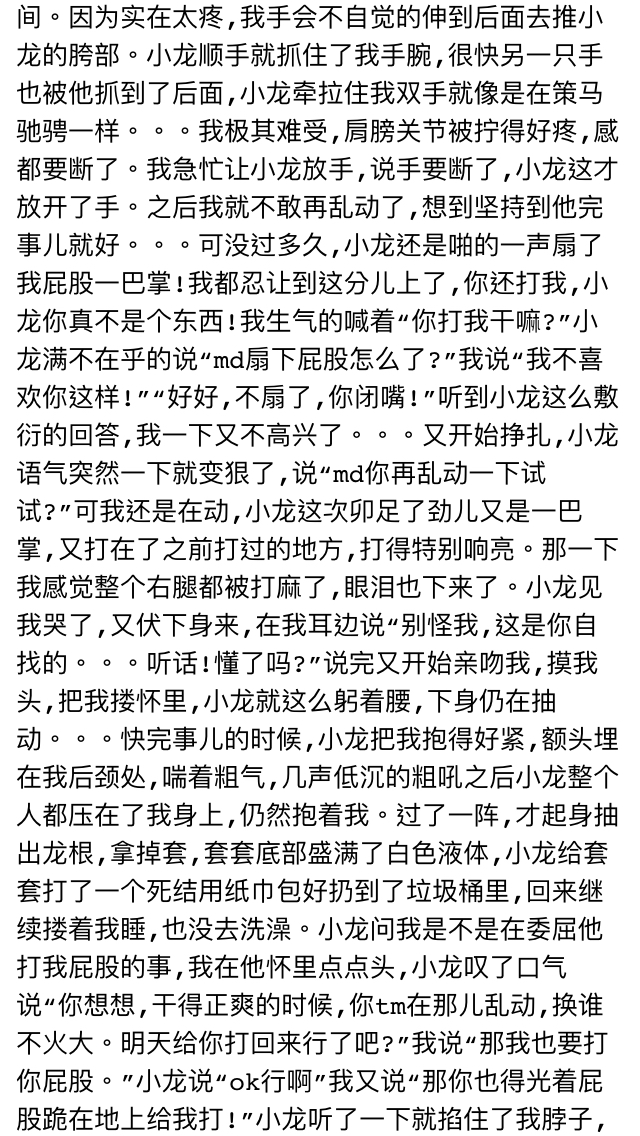 间。因为实在太疼,我手会不自觉的伸到后面去推小
龙的胯部。小龙顺手就抓住了我手腕,很快另一只手
也被他抓到了后面,小龙牵拉住我双手就像是在策马
驰骋一样。。。我极其难受,肩膀关节被拧得好疼,感
都要断了。我急忙让小龙放手,说手要断了,小龙这才
放开了手。之后我就不敢再乱动了,想到坚持到他完
事儿就好。。。可没过多久,小龙还是啪的一声扇了
我屁股一巴掌!我都忍让到这分儿上了,你还打我,小
龙你真不是个东西!我生气的喊着“你打我干嘛?”小
龙满不在乎的说“md扇下屁股怎么了?”我说“我不喜
欢你这样!”“好好,不扇了,你闭嘴!”听到小龙这么敷
衍的回答,我一下又不高兴了。。。又开始挣扎,小龙
语气突然一下就变狠了,说“md你再乱动一下试
试?”可我还是在动,小龙这次卯足了劲儿又是一巴
掌,又打在了之前打过的地方,打得特别响亮。那一下
我感觉整个右腿都被打麻了,眼泪也下来了。小龙见
我哭了,又伏下身来,在我耳边说“别怪我,这是你自
找的。。。听话!懂了吗?”说完又开始亲吻我,摸我
头,把我搂怀里,小龙就这么躬着腰,下身仍在抽
动。。。快完事儿的时候,小龙把我抱得好紧,额头埋
在我后颈处,喘着粗气,几声低沉的粗吼之后小龙整个
人都压在了我身上,仍然抱着我。过了一阵,才起身抽
出龙根,拿掉套,套套底部盛满了白色液体,小龙给套
套打了一个死结用纸巾包好扔到了垃圾桶里,回来继
续搂着我睡,也没去洗澡。小龙问我是不是在委屈他
打我屁股的事,我在他怀里点点头,小龙叹了口气
说“你想想,干得正爽的时候,你tm在那儿乱动,换谁
不火大。明天给你打回来行了吧?”我说“那我也要打
你屁股。”小龙说“ok行啊”我又说“那你也得光着屁
股跪在地上给我打!”小龙听了一下就掐住了我脖子,